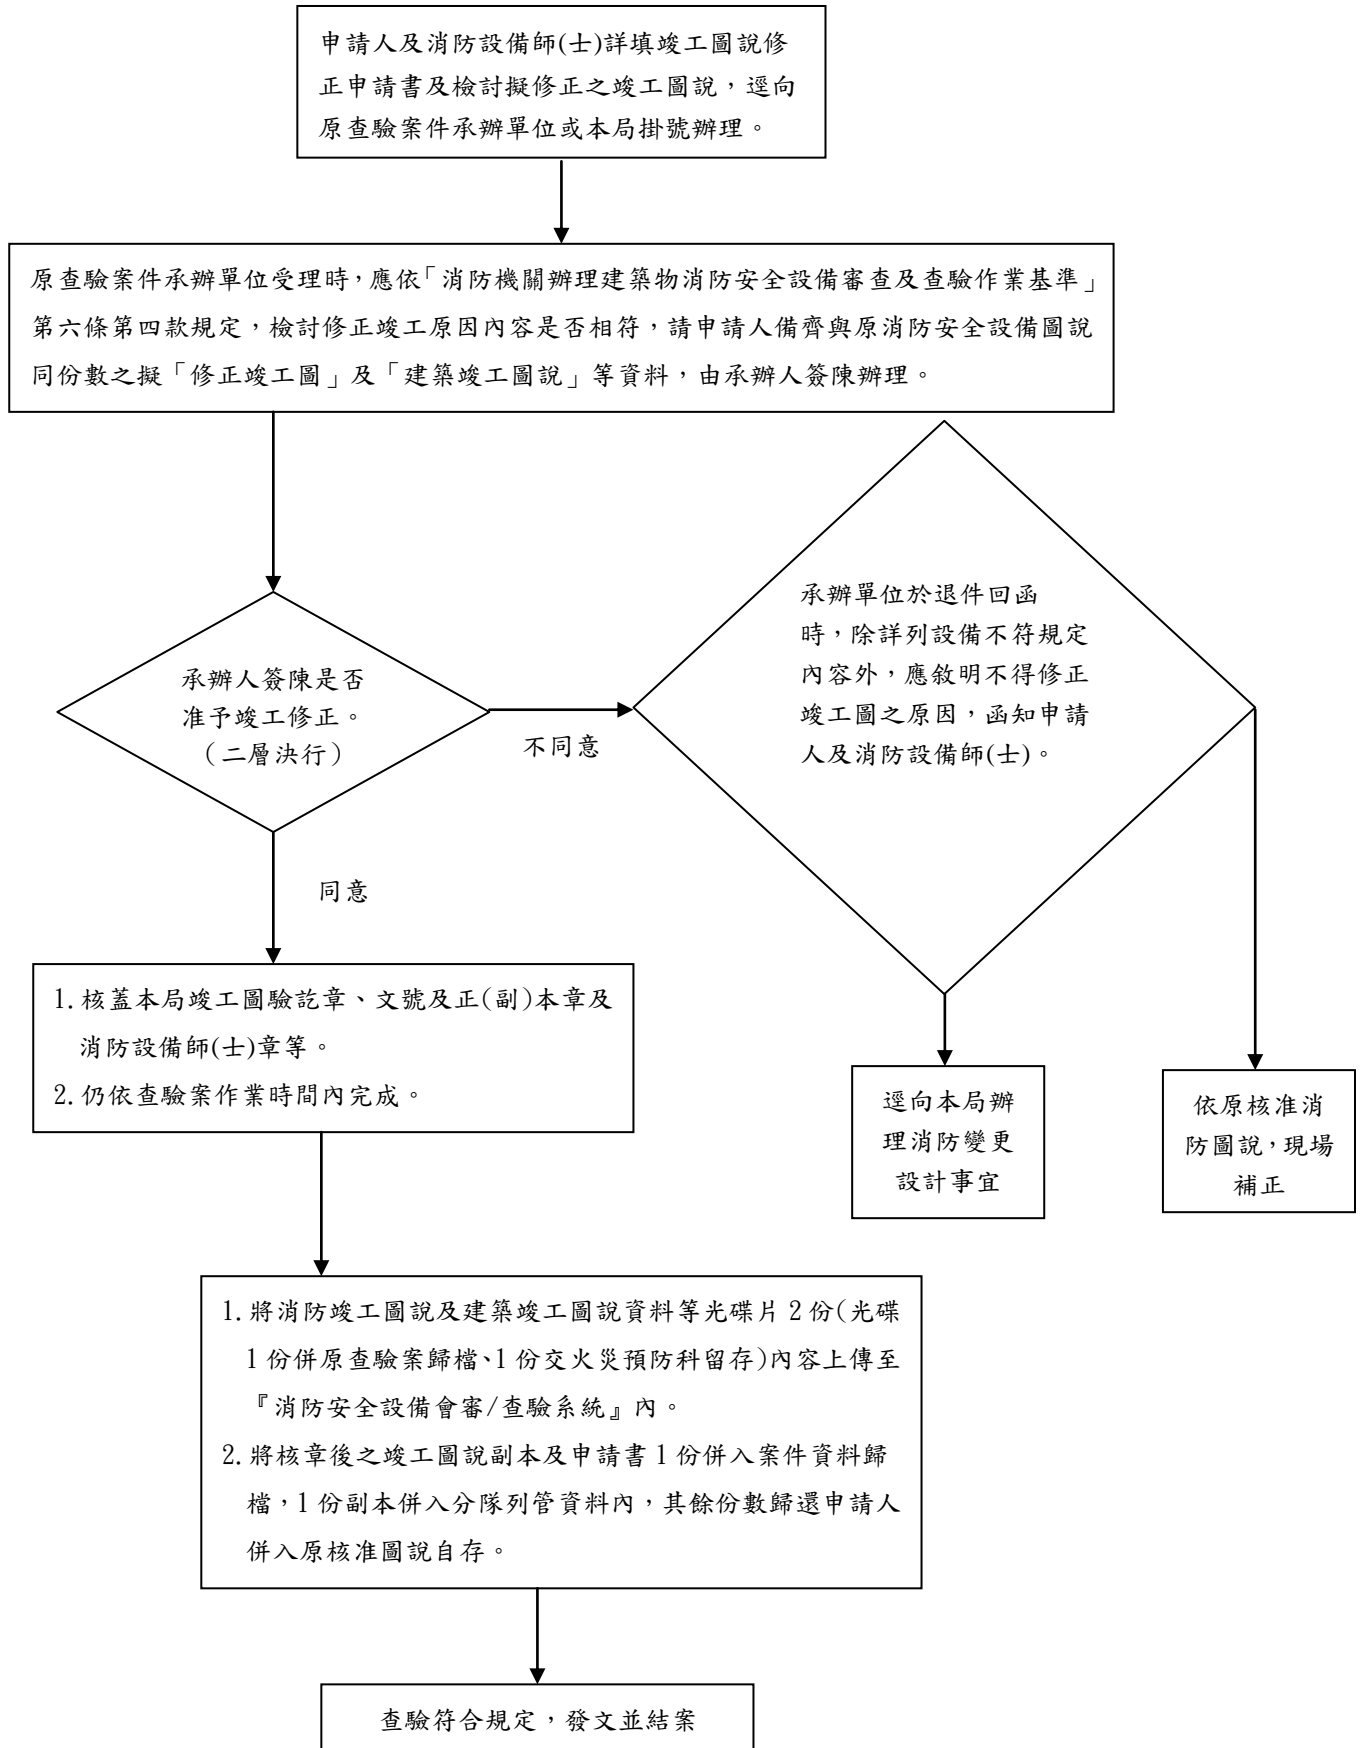 申請人及消防設備師(士)詳填竣工圖說修
正申請書及檢討擬修正之竣工圖說，逕向
原查驗案件承辦單位或本局掛號辦理。
原查驗案件承辦單位受理時，應依「消防機關辦理建築物消防安全設備審查及查驗作業基準」
第六條第四款規定，檢討修正竣工原因內容是否相符，請申請人備齊與原消防安全設備圖說
同份數之擬「修正竣工圖」及「建築竣工圖說」等資料，由承辦人簽陳辦理。
承辦人簽陳是否
准予竣工修正。
（二層決行）
不同意
承辦單位於退件回函
時，除詳列設備不符規定
內容外，應敘明不得修正
竣工圖之原因，函知申請
人及消防設備師(士)。
同意
1.核蓋本局竣工圖驗訖章、文號及正(副)本章及
消防設備師(士)章等。
2.仍依查驗案作業時間內完成。
逕向本局辦
理消防變更
設計事宜
依原核准消
防圖說，現場
補正
1.將消防竣工圖說及建築竣工圖說資料等光碟片 2 份(光碟
1 份併原查驗案歸檔、1 份交火災預防科留存)內容上傳至
『消防安全設備會審/查驗系統』內。
2.將核章後之竣工圖說副本及申請書 1 份併入案件資料歸
檔，1 份副本併入分隊列管資料內，其餘份數歸還申請人
併入原核准圖說自存。
查驗符合規定，發文並結案